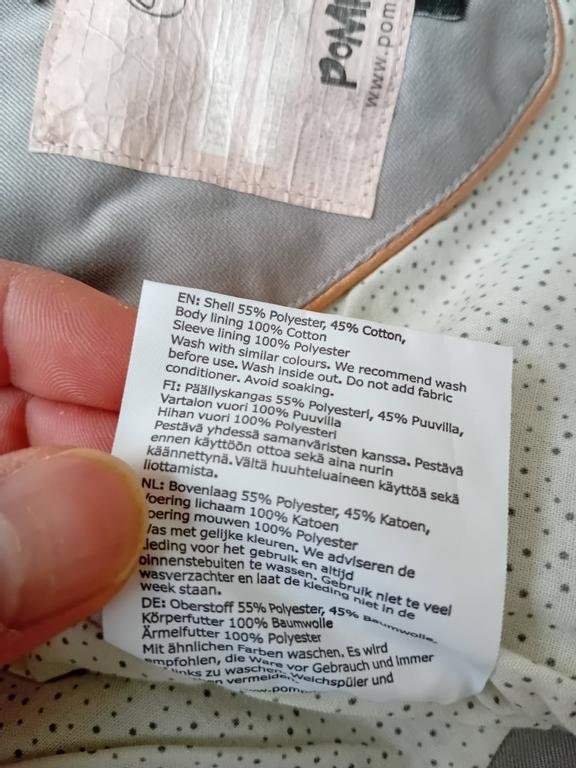 POMP
www.pom
EN: Shell 55% Polyester, 45% Cotton,
Body lining 100% Cotton
Sleeve lining 100% Polyester
Wash with similar colours. We recommend wash
before use. Wash inside out. Do not add fabric
conditioner. Avoid soaking.
FI: Päällyskangas 55% Polyesteri, 45% Puuvilla,
Vartalon vuori 100% Puuvilla
Hihan vuori 100% Polyesteri
Pestävä yhdessä samanväristen kanssa. Pestävä
ennen käyttöön ottoa sekä aina nurin
käännettynä. Vältä huuhteluaineen käyttöä sekä
liottamista.
NL: Bovenlaag 55% Polyester, 45% Katoen,
Voering lichaam 100% Katoen
oering mouwen 100% Polyester
Was met gelijke kleuren. We adviseren de
leding voor het gebruik en altijd
binnenstebuiten te wassen. Gebruik niet te veel
wasverzachter en laat de kleding niet in de
week staan.
DE: Oberstoff 55% Polyester, 45% Baumwolle,
Körperfutter 100% Baumwolle
Ärmelfutter 100% Polyester
Mit ähnlichen Farben waschen. Es wird
empfohlen, die Ware vor Gebrauch und immer
links zu waschen. Weichspüler und
en vermeiden.
www.pomp